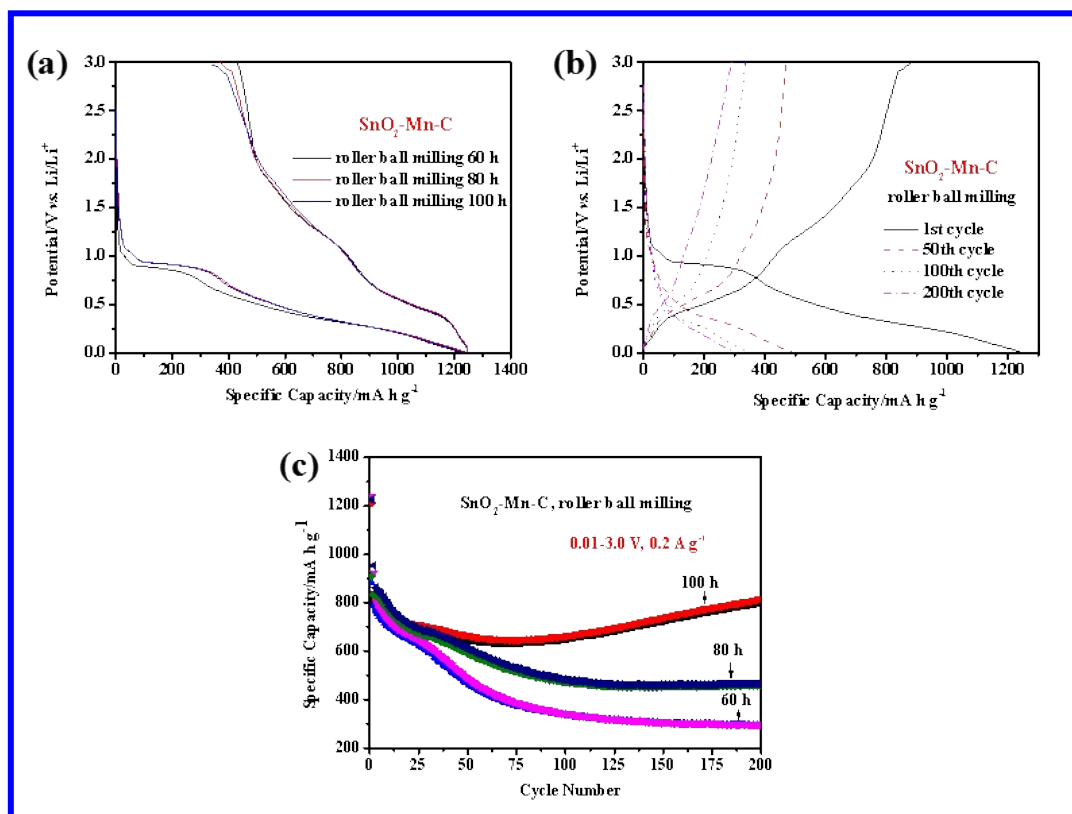 (a)
3.0
2.5
2.0
1.5
1.0
0.5
0.0
Potential/V vs. Li/Li⁺
SnO₂-Mn-C
roller ball milling 60 h
roller ball milling 80 h
roller ball milling 100 h
0 200 400 600 800 1000 1200 1400
Specific Capacity/mA h g⁻¹
(b)
3.0
2.5
2.0
1.5
1.0
0.5
0.0
Potential/V vs. Li/Li⁺
SnO₂-Mn-C
roller ball milling
1st cycle
50th cycle
100th cycle
200th cycle
0 200 400 600 800 1000 1200
Specific Capacity/mA h g⁻¹
(c)
1400
1200
1000
800
600
400
200
Specific Capacity/mA h g⁻¹
SnO₂-Mn-C, roller ball milling
0.01-3.0 V, 0.2 A g⁻¹
100 h
80 h
60 h
0 25 50 75 100 125 150 175 200
Cycle Number